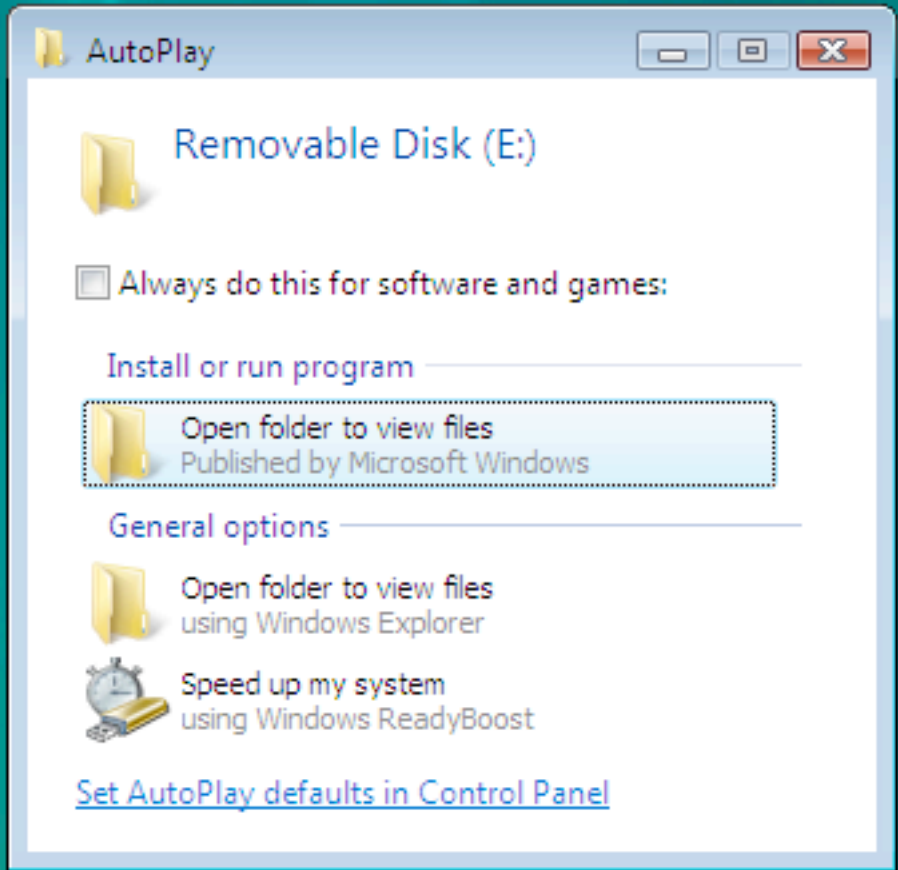 AutoPlay
Removable Disk (E:)
Always do this for software and games:
Install or run program
Open folder to view files
Published by Microsoft Windows
General options
Open folder to view files
using Windows Explorer
Speed up my system
using Windows ReadyBoost
Set AutoPlay defaults in Control Panel